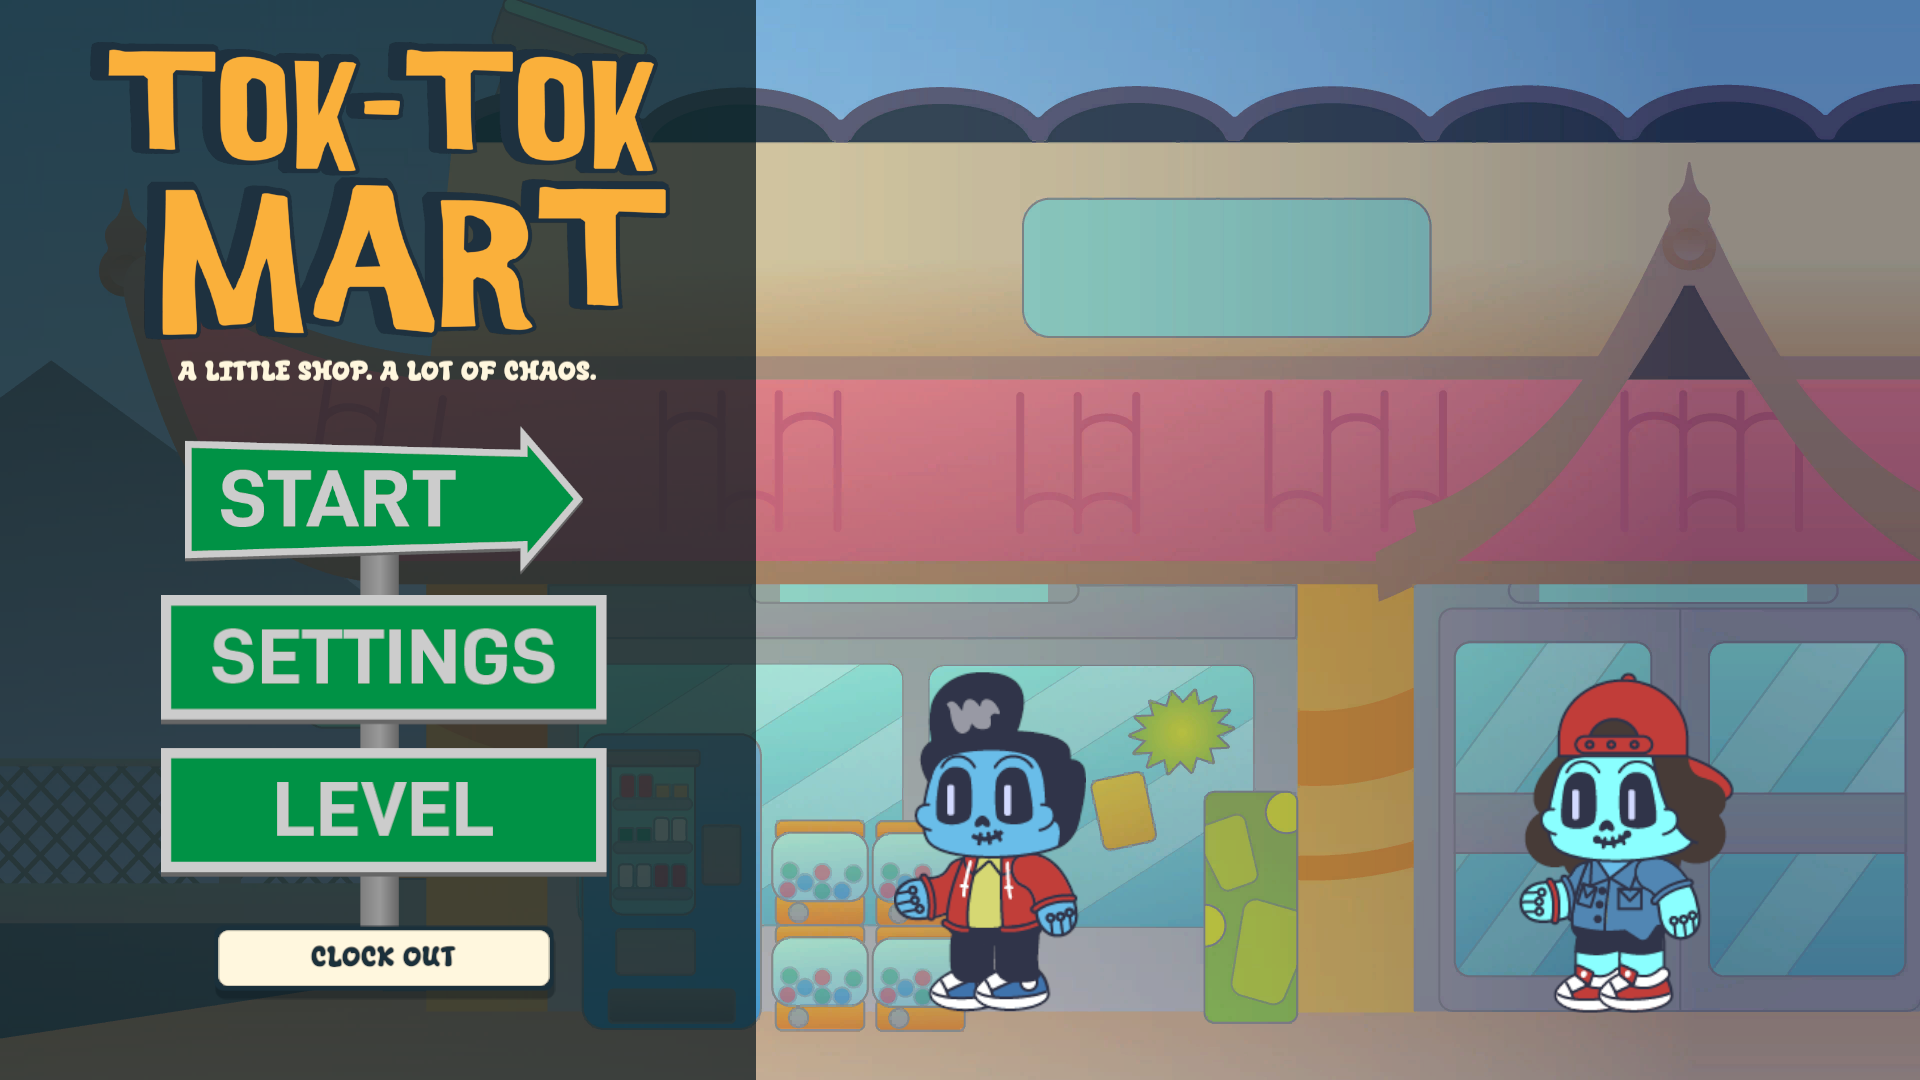 TOK-TOK
MART
A LITTLE SHOP. A LOT OF CHAOS.
START
SETTINGS
LEVEL
CLOCK OUT
W